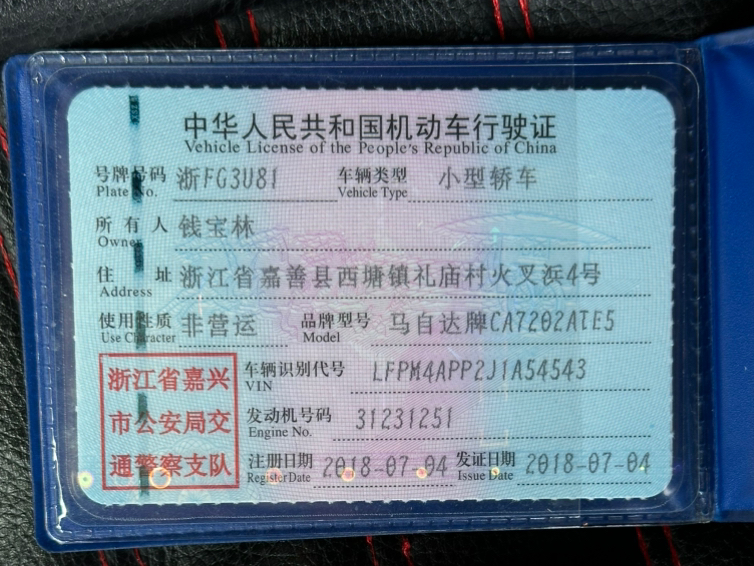 中华人民共和国机动车行驶证
Vehicle License of the People's Republic of China
号牌号码 浙FG3U81 车辆类型 小型轿车
Plate No. Vehicle Type
所有人 钱宝林
Owner
住址 浙江省嘉善县西塘镇礼庙村火叉浜4号
Address
使用性质 非营运 品牌型号 马自达牌CA7202ATE5
Use Character Model
浙江省嘉兴
市公安局交
通警察支队
车辆识别代号 LFPM4APP2J1A54543
VIN
发动机号码 31231251
Engine No.
注册日期 2018-07-04 发证日期 2018-07-04
Register Date Issue Date